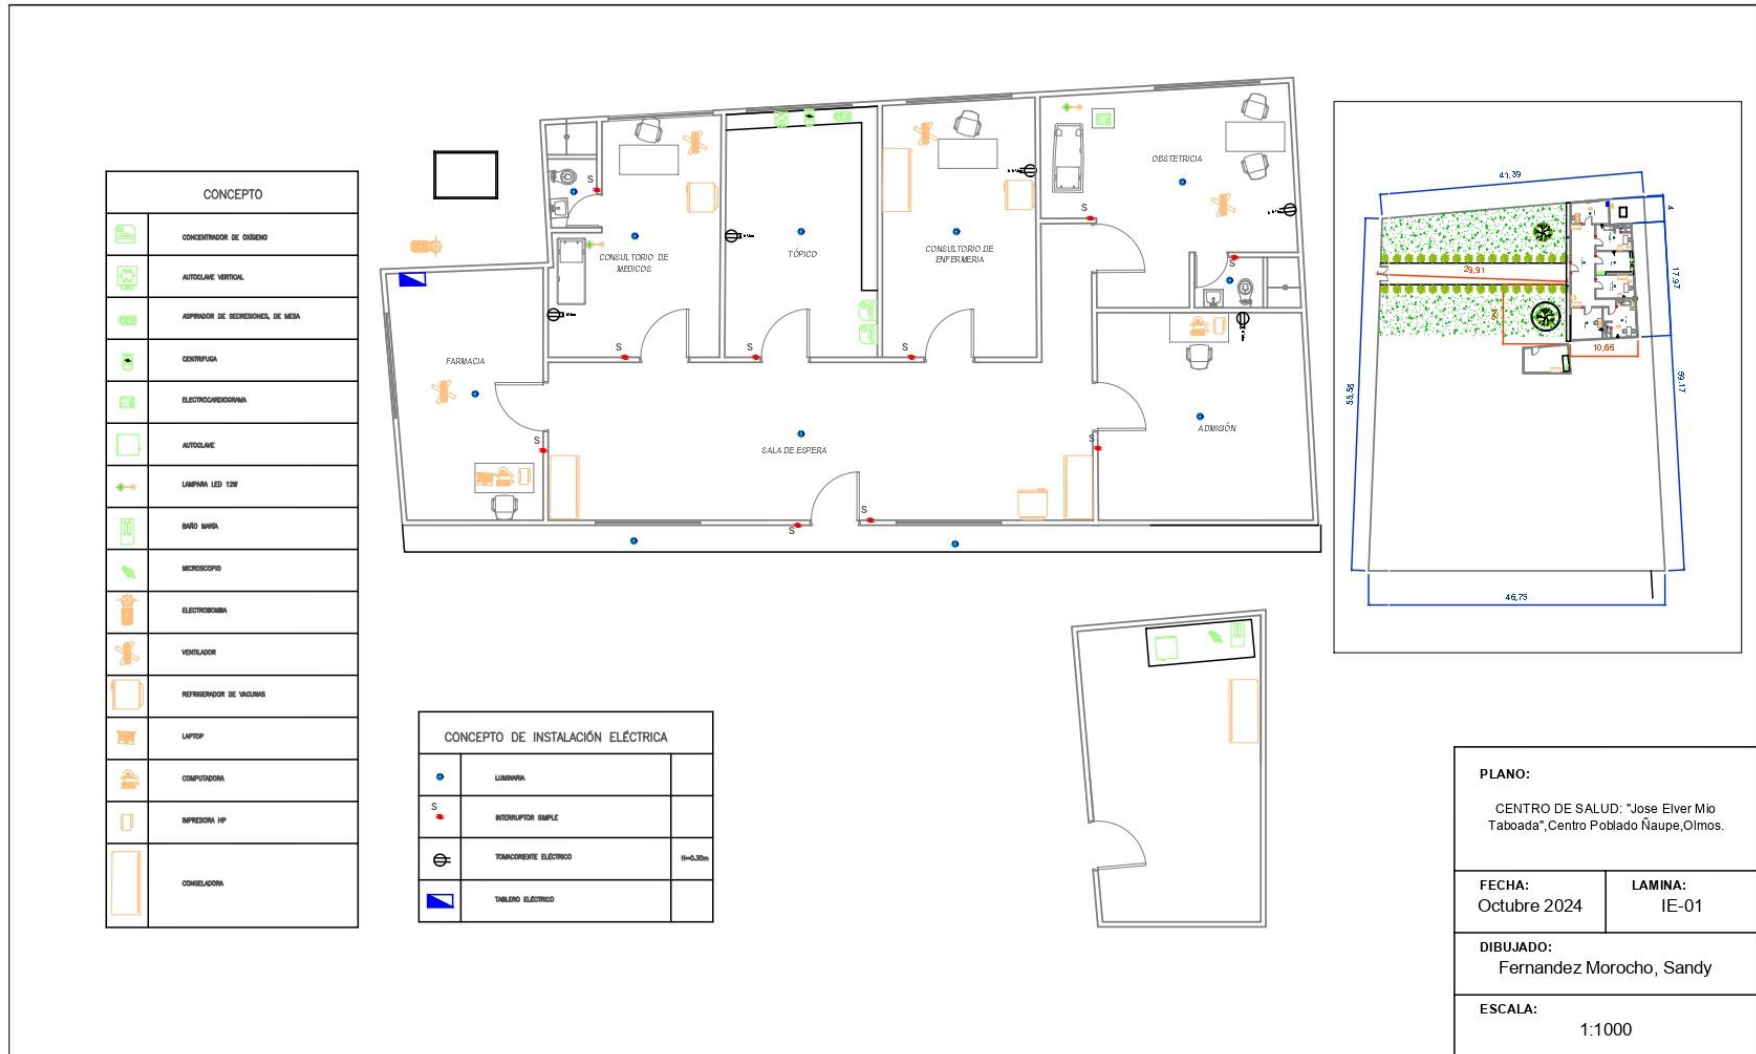 CONCEPTO
CONCENTRADOR DE OXÍGENO
AUTOCLAVE VERTICAL
ASPIRADOR DE SECRESIONES, DE MESA
CENTRIFUGA
ELECTROCARDIOGRAMA
AUTOCLAVE
LAMPARA LED 12W
BAÑO MARÍA
MICROSCOPIO
ELECTROBOMBA
VENTILADOR
REFRIGERADOR DE VACUNAS
LAPTOP
COMPUTADORA
IMPRESORA HP
CONGELADORA
S
CONSULTORIO DE
MEDICOS
TÓPICO
CONSULTORIO DE
ENFERMERIA
OBSTETRICIA
S
S
FARMACIA
S
S
S
S
SALA DE ESPERA
S
ADMISIÓN
S
S
CONCEPTO DE INSTALACIÓN ELÉCTRICA
LUMINARIA
S
INTERRUPTOR SIMPLE
TOMACORIENTE ELÉCTRICO
H=0.30m
TABLERO ELÉCTRICO
41,39
4
29,91
17,97
10,66
55,56
46,75
PLANO:
CENTRO DE SALUD: "Jose Elver Mio
Taboada",Centro Poblado Ñaupe,Olmos.
FECHA:
Octubre 2024
LAMINA:
IE-01
DIBUJADO:
Fernandez Morocho, Sandy
ESCALA:
1:1000